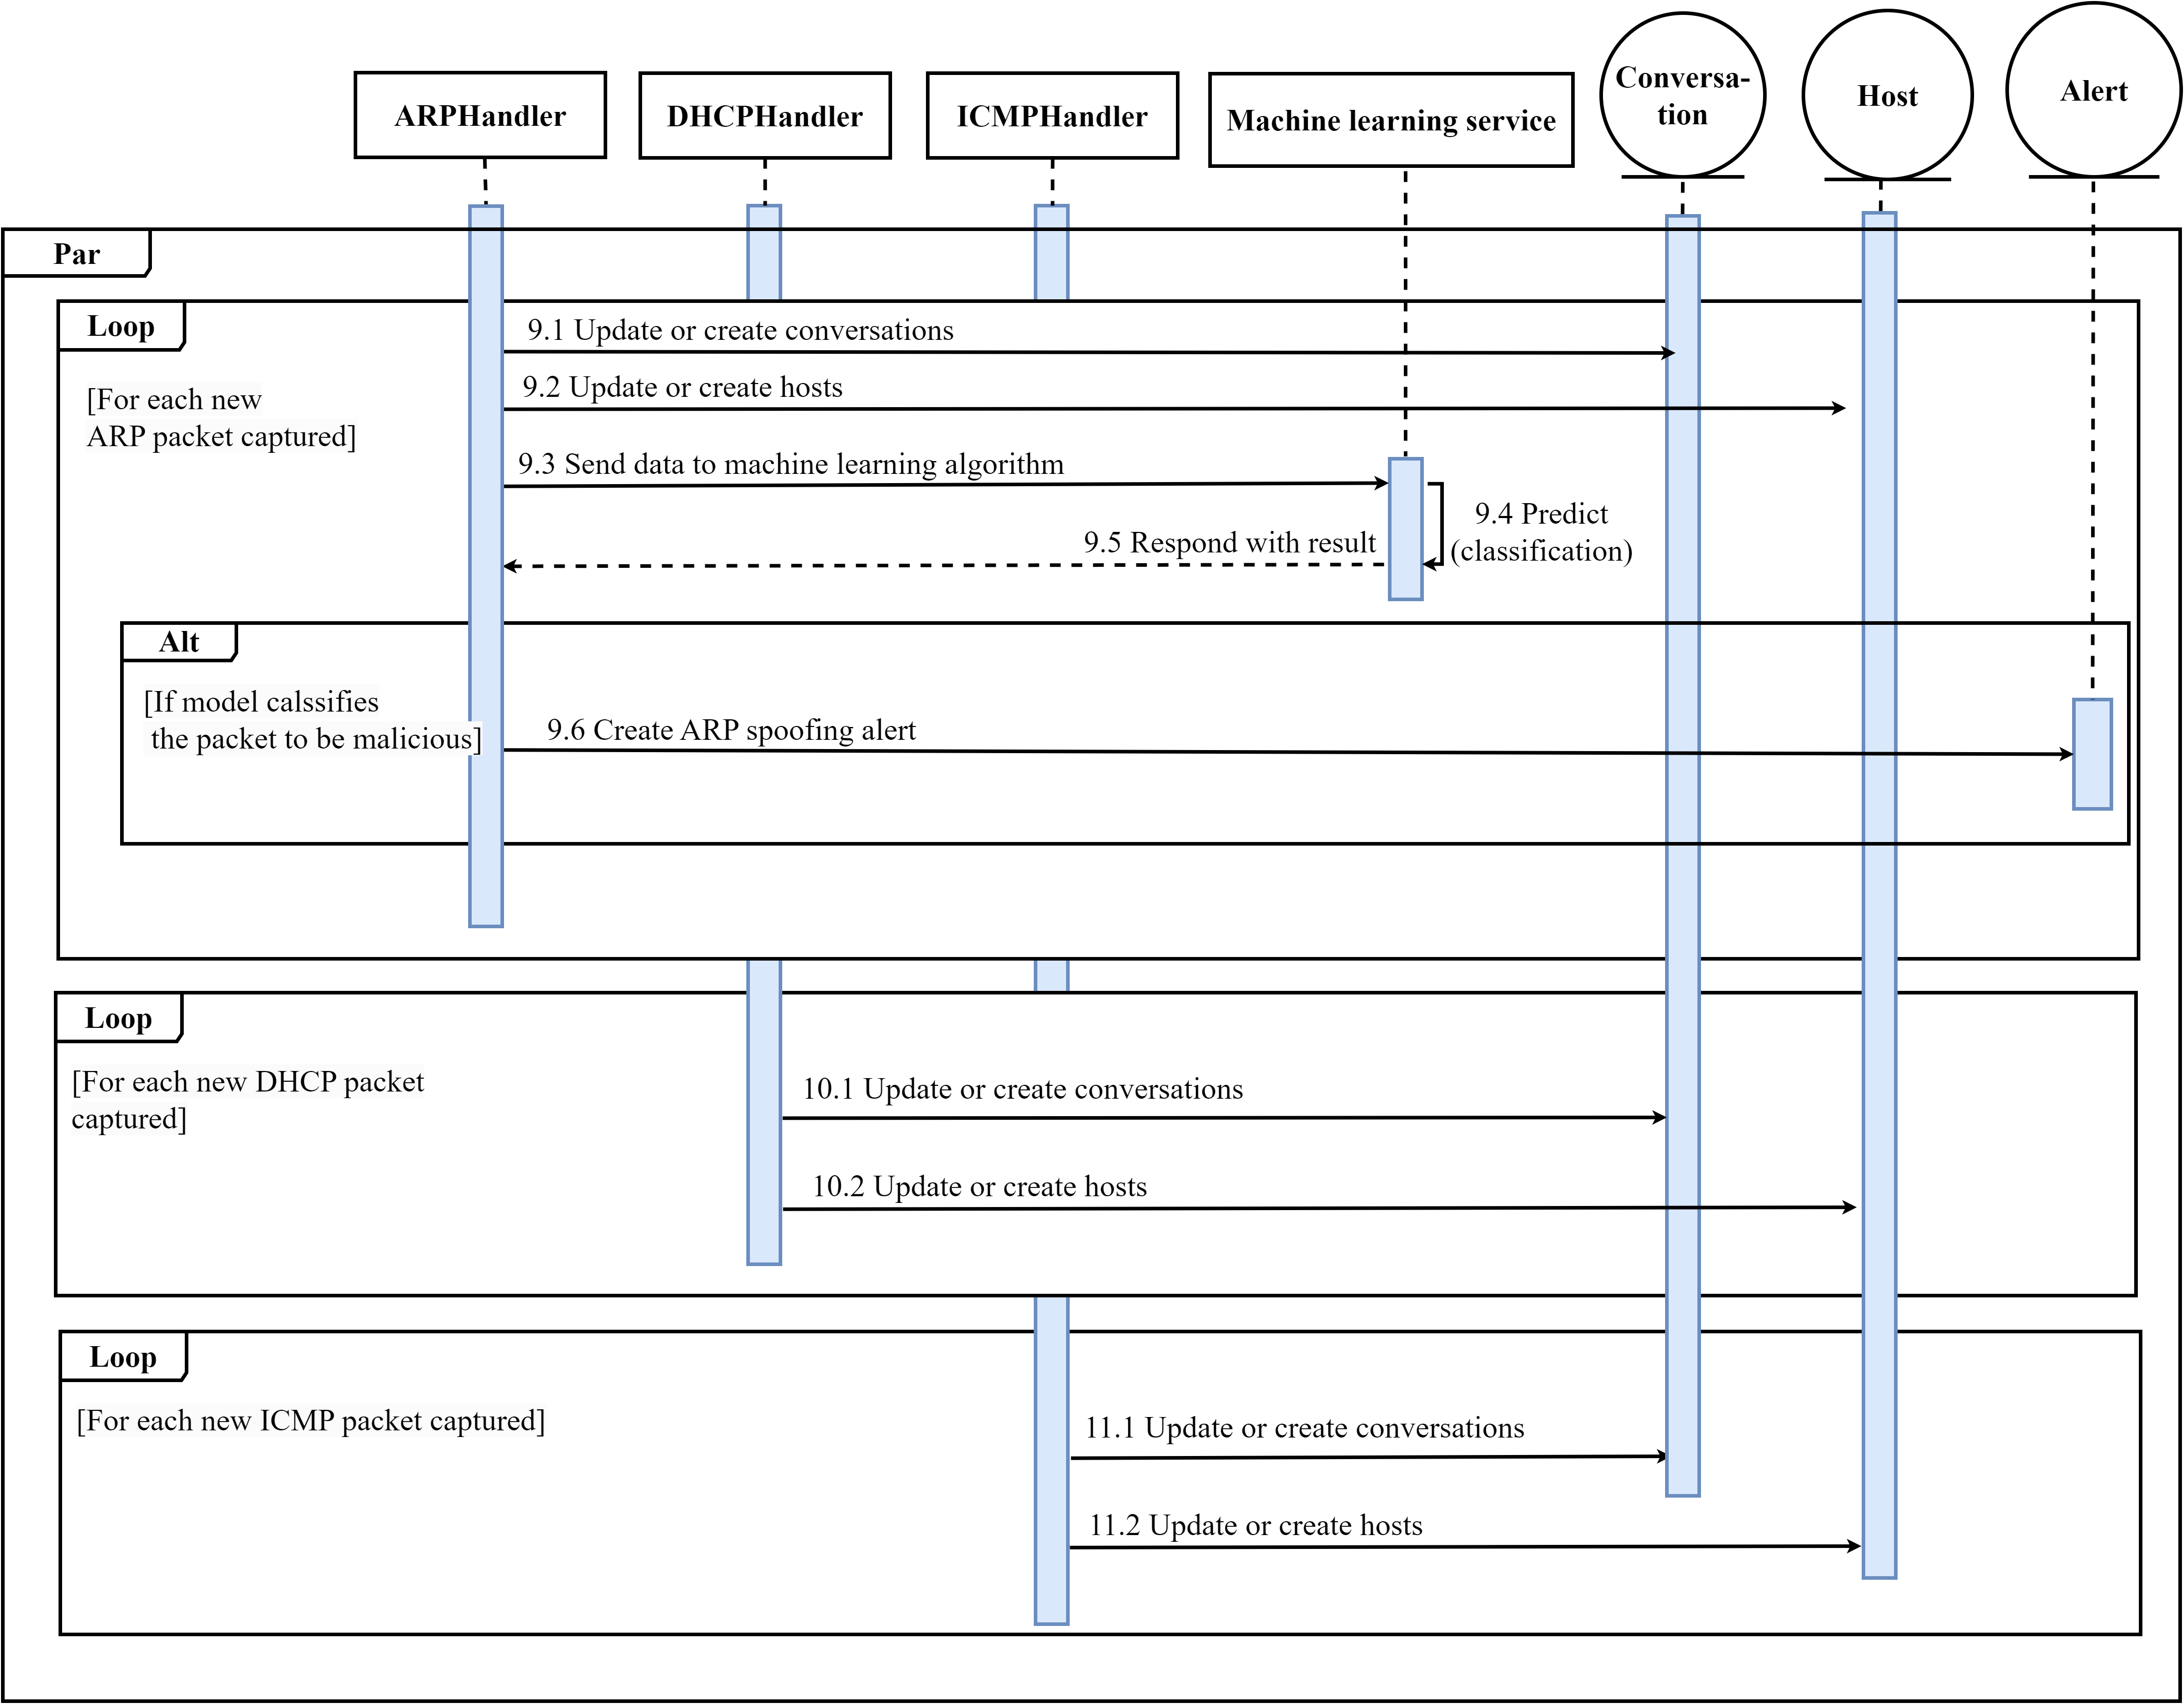 ARPHandler
DHCPHandler
ICMPHandler
Machine learning service
Conversa-
tion
Host
Alert
Par
Loop
[For each new
ARP packet captured]
9.1 Update or create conversations
9.2 Update or create hosts
9.3 Send data to machine learning algorithm
9.4 Predict
(classification)
9.5 Respond with result
Alt
[If model calssifies
the packet to be malicious]
9.6 Create ARP spoofing alert
Loop
[For each new DHCP packet
captured]
10.1 Update or create conversations
10.2 Update or create hosts
Loop
[For each new ICMP packet captured]
11.1 Update or create conversations
11.2 Update or create hosts